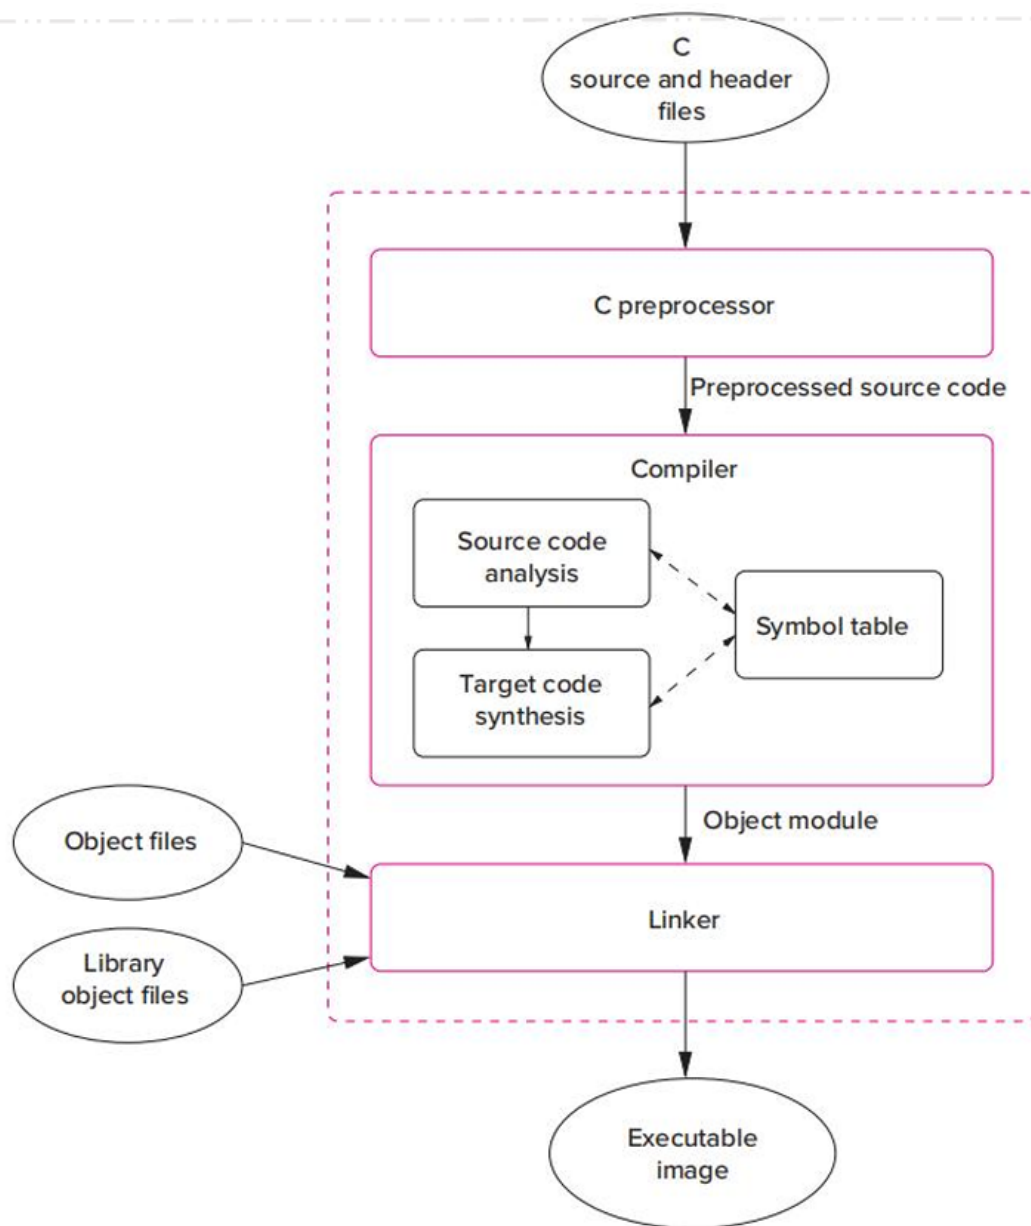 C
source and header
files
C preprocessor
Preprocessed source code
Compiler
Source code
analysis
Symbol table
Target code
synthesis
Object module
Object files
Linker
Library
object files
Executable
image